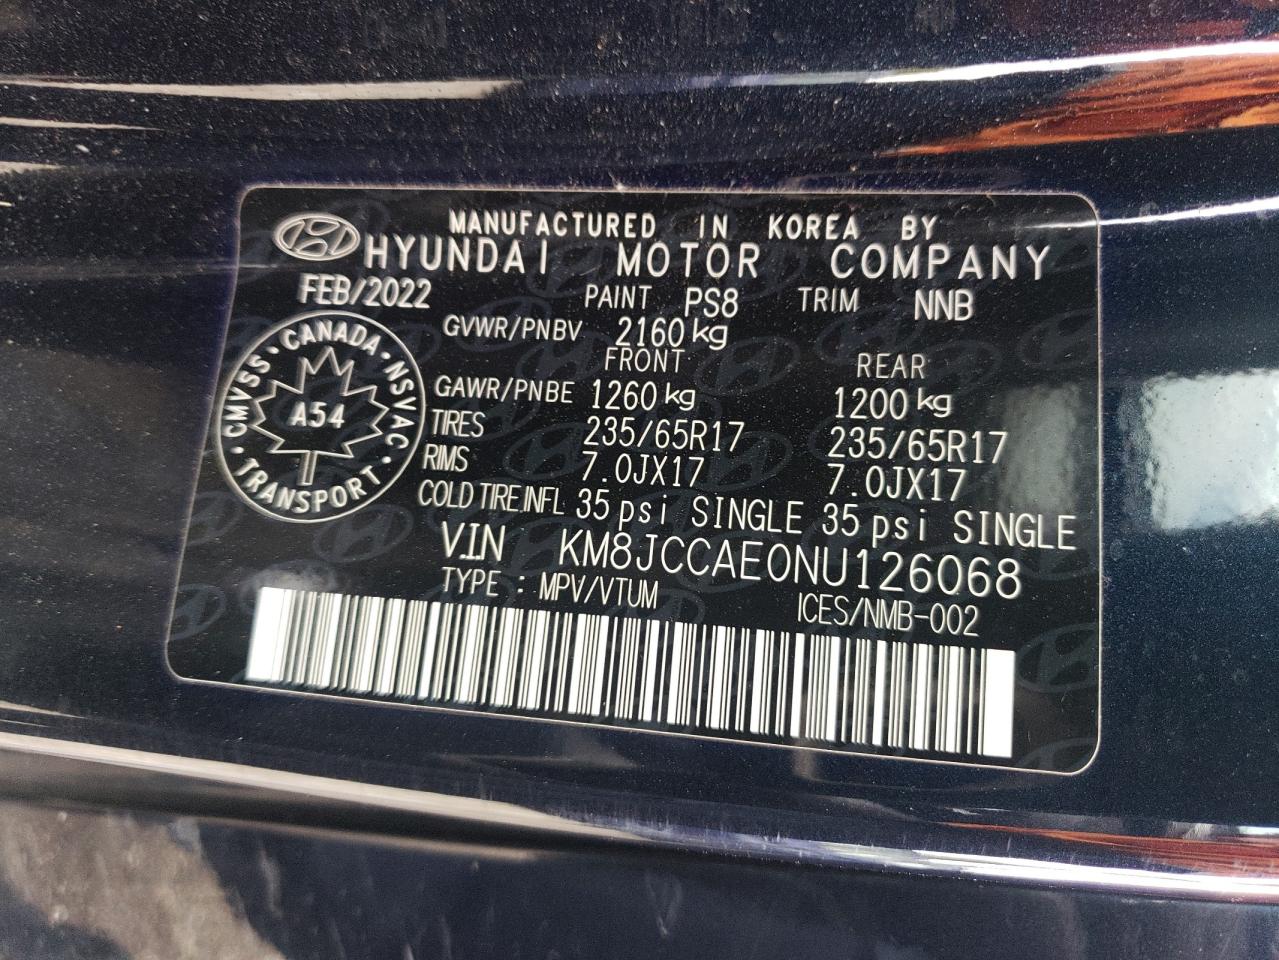 MANUFACTURED IN KOREA BY
HYUNDAI MOTOR COMPANY
FEB/2022 PAINT PS8 TRIM NNB
GVWR/PNBV 2160 kg
FRONT REAR
GAWR/PNBE 1260 kg 1200 kg
TIRES 235/65R17 235/65R17
RIMS 7.0JX17 7.0JX17
COLD TIRE.INFL 35 psi SINGLE 35 psi SINGLE
V.I.N KM8JCCAE0NU126068
TYPE : MPV/VTUM ICES/NMB-002
CMVSS • CANADA • NSVAC • TRANSPORT •
A54